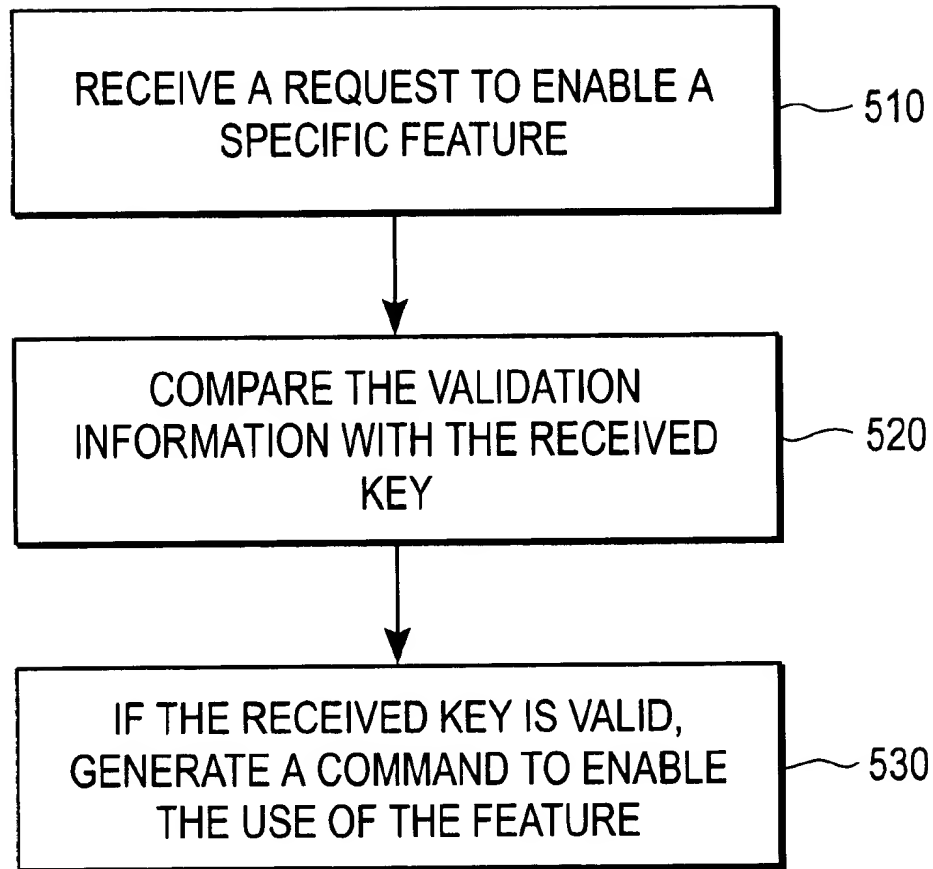 RECEIVE A REQUEST TO ENABLE A
SPECIFIC FEATURE
510
COMPARE THE VALIDATION
INFORMATION WITH THE RECEIVED
KEY
520
IF THE RECEIVED KEY IS VALID,
GENERATE A COMMAND TO ENABLE
THE USE OF THE FEATURE
530